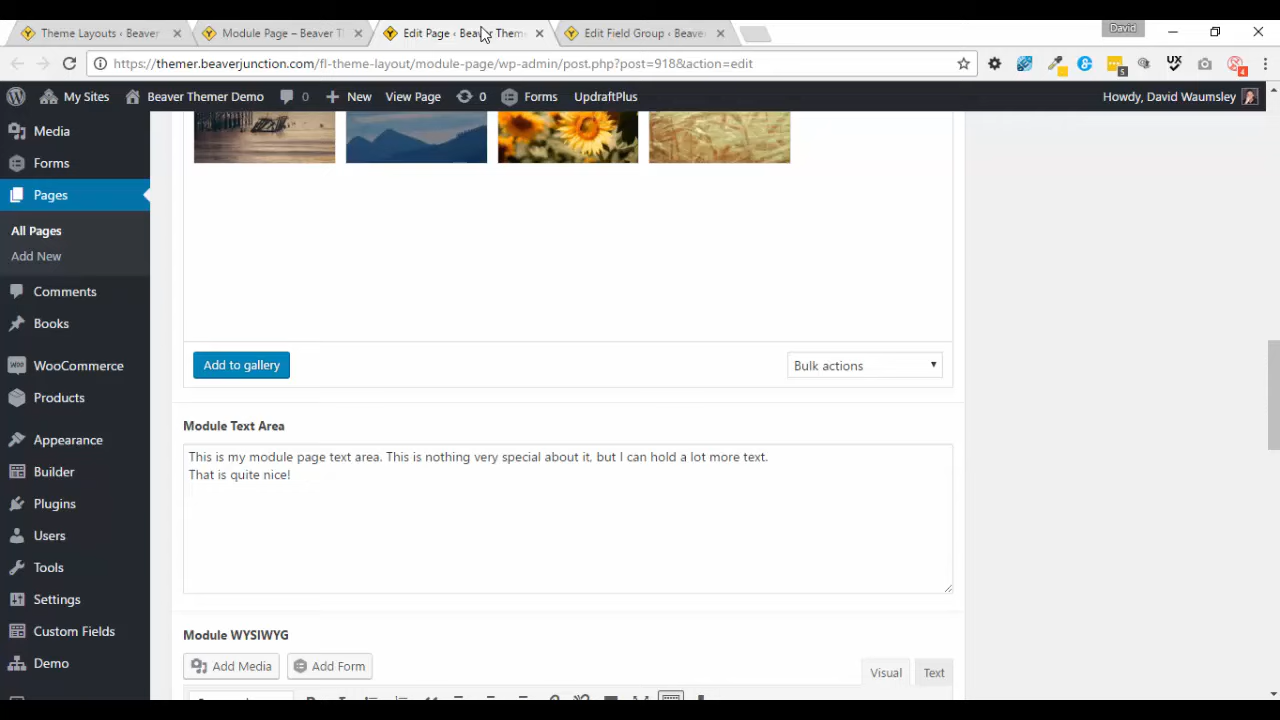 David
Theme Layouts ‹ Beaver
Module Page – Beaver T
Edit Page ‹ Beaver Them
Edit Field Group ‹ Beave
https://themer.beaverjunction.com/fl-theme-layout/module-page/wp-admin/post.php?post=918&action=edit
5
4
My Sites
Beaver Themer Demo
0
New
View Page
0
Forms
UpdraftPlus
Howdy, David Waumsley
Media
Forms
Pages
All Pages
Add New
Comments
Books
WooCommerce
Products
Appearance
Builder
Plugins
Users
Tools
Settings
Custom Fields
Demo
Add to gallery
Bulk actions
Module Text Area
This is my module page text area. This is nothing very special about it, but I can hold a lot more text.
That is quite nice!
Module WYSIWYG
Add Media
Add Form
Visual
Text